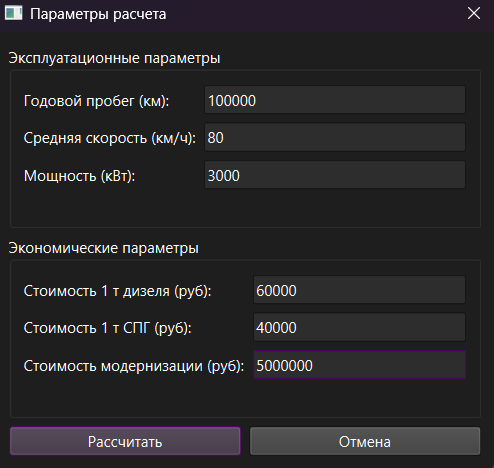 Параметры расчета
Эксплуатационные параметры
Годовой пробег (км): 100000
Средняя скорость (км/ч): 80
Мощность (кВт): 3000
Экономические параметры
Стоимость 1 т дизеля (руб): 60000
Стоимость 1 т СПГ (руб): 40000
Стоимость модернизации (руб): 5000000
Рассчитать Отмена